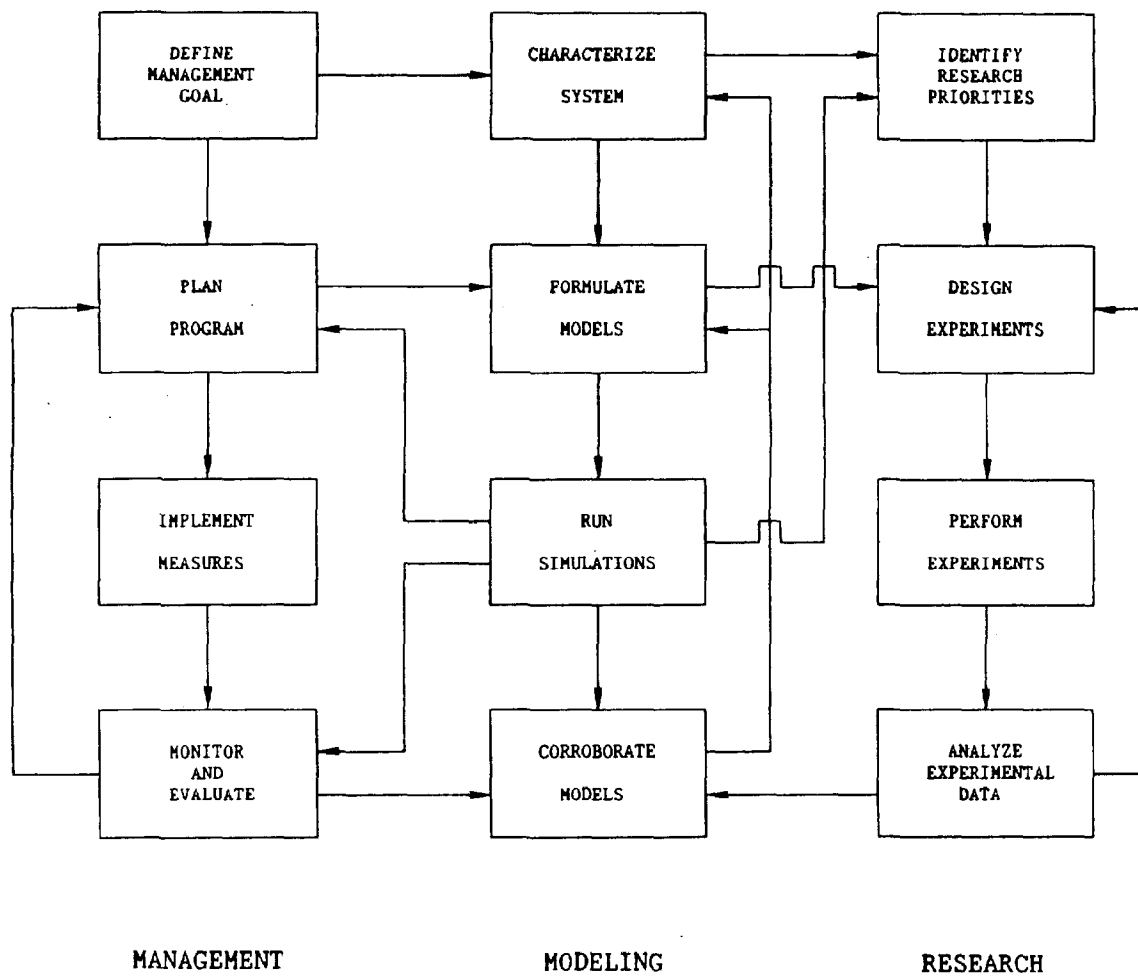 DEFINE
MANAGEMENT
GOAL
CHARACTERIZE
SYSTEM
IDENTIFY
RESEARCH
PRIORITIES
PLAN
PROGRAM
FORMULATE
MODELS
DESIGN
EXPERIMENTS
IMPLEMENT
MEASURES
RUN
SIMULATIONS
PERFORM
EXPERIMENTS
MONITOR
AND
EVALUATE
CORROBORATE
MODELS
ANALYZE
EXPERIMENTAL
DATA
MANAGEMENT
MODELING
RESEARCH